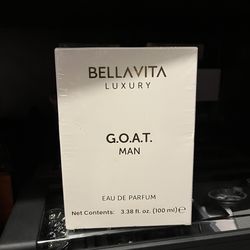 BELLAVITA
LUXURY
G.O.A.T.
MAN
EAU DE PARFUM
Net Contents: 3.38 fl. oz. (100 ml) ℮